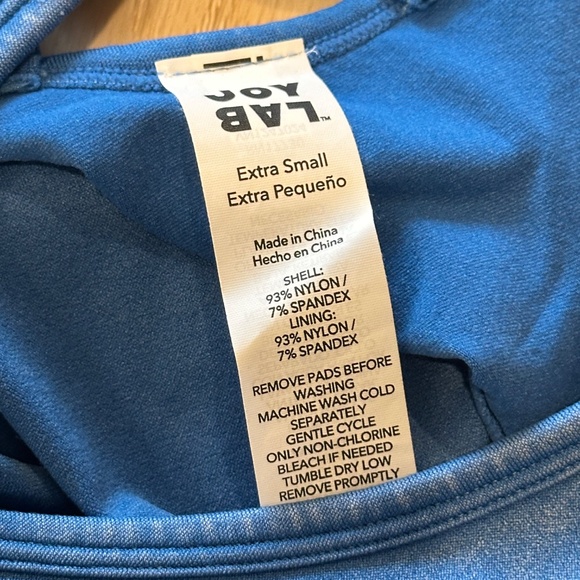 YOU
LAB™
Extra Small
Extra Pequeño
Made in China
Hecho en China
SHELL:
93% NYLON /
7% SPANDEX
LINING:
93% NYLON /
7% SPANDEX
REMOVE PADS BEFORE
WASHING
MACHINE WASH COLD
SEPARATELY
GENTLE CYCLE
ONLY NON-CHLORINE
BLEACH IF NEEDED
TUMBLE DRY LOW
REMOVE PROMPTLY